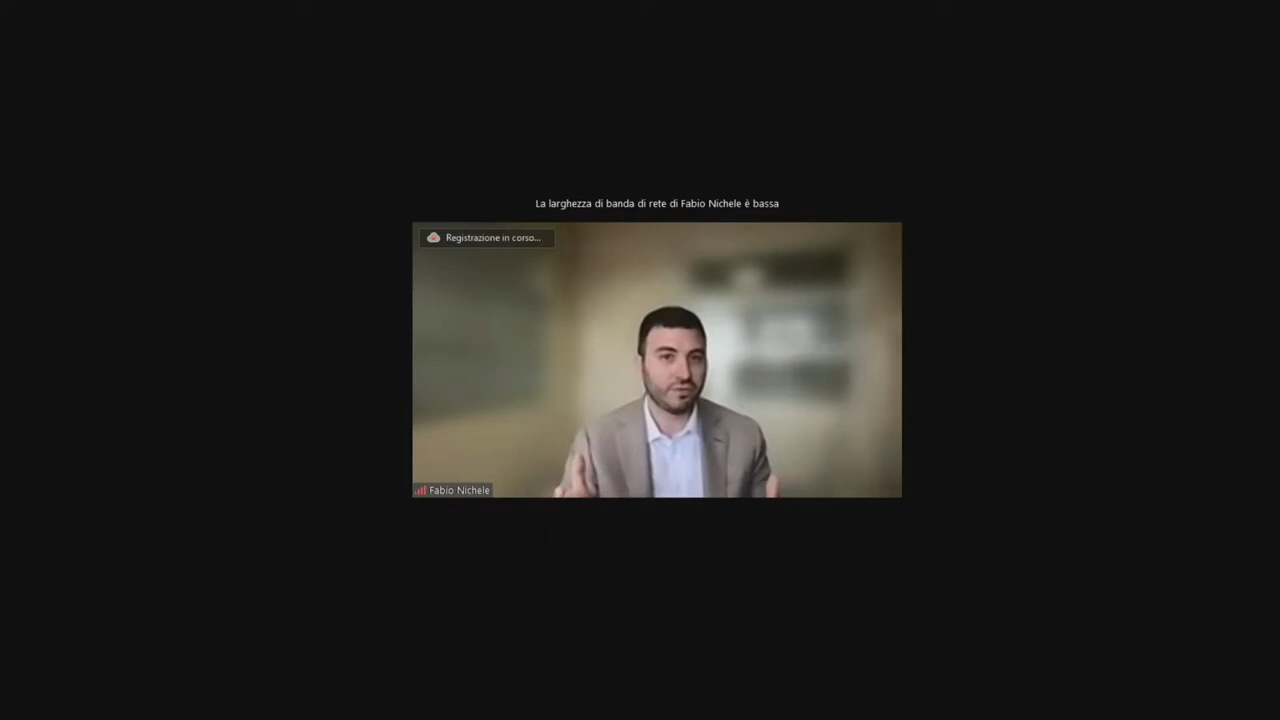 La larghezza di banda di rete di Fabio Nichele è bassa
Registrazione in corso...
Fabio Nichele